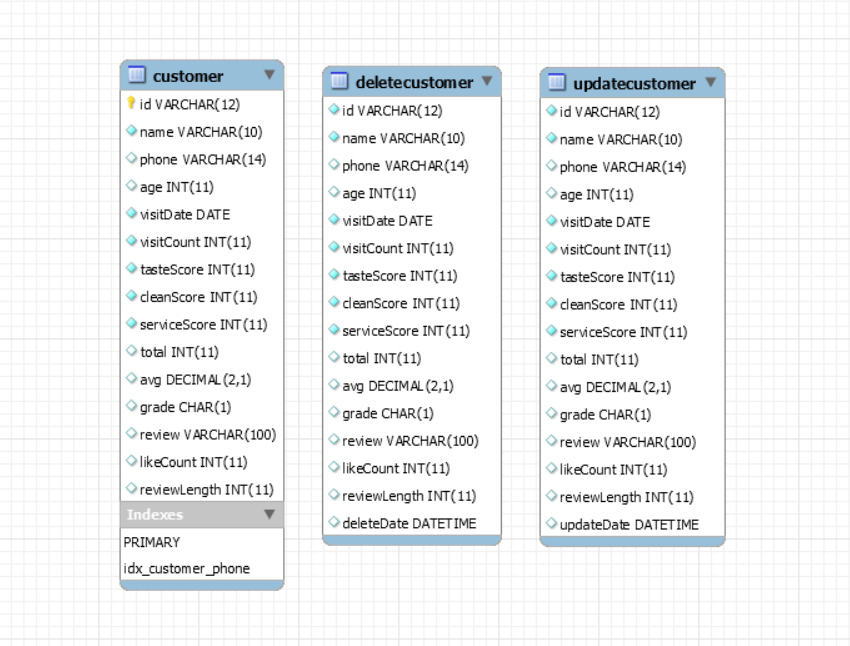 customer
id VARCHAR(12)
name VARCHAR(10)
phone VARCHAR(14)
age INT(11)
visitDate DATE
visitCount INT(11)
tasteScore INT(11)
cleanScore INT(11)
serviceScore INT(11)
total INT(11)
avg DECIMAL(2,1)
grade CHAR(1)
review VARCHAR(100)
likeCount INT(11)
reviewLength INT(11)
Indexes
PRIMARY
idx_customer_phone
deletecustomer
id VARCHAR(12)
name VARCHAR(10)
phone VARCHAR(14)
age INT(11)
visitDate DATE
visitCount INT(11)
tasteScore INT(11)
cleanScore INT(11)
serviceScore INT(11)
total INT(11)
avg DECIMAL(2,1)
grade CHAR(1)
review VARCHAR(100)
likeCount INT(11)
reviewLength INT(11)
deleteDate DATETIME
updatecustomer
id VARCHAR(12)
name VARCHAR(10)
phone VARCHAR(14)
age INT(11)
visitDate DATE
visitCount INT(11)
tasteScore INT(11)
cleanScore INT(11)
serviceScore INT(11)
total INT(11)
avg DECIMAL(2,1)
grade CHAR(1)
review VARCHAR(100)
likeCount INT(11)
reviewLength INT(11)
updateDate DATETIME